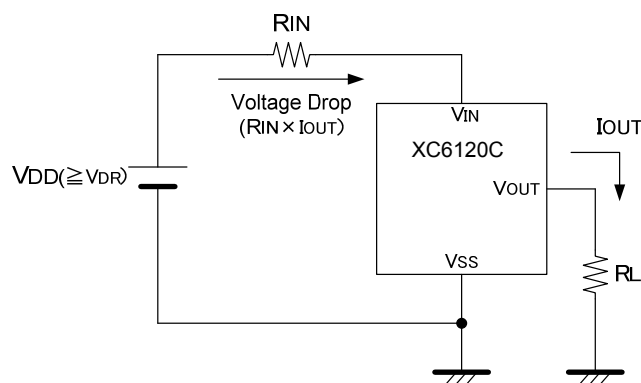 RIN
Voltage Drop
(RIN×IOUT)
VIN
IOUT
XC6120C
VDD(≧VDR)
VOUT
VSS
RL